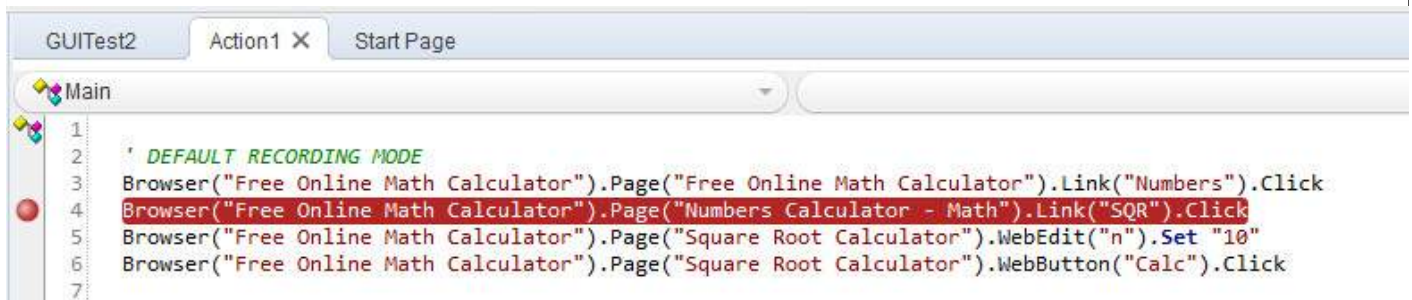 GUITest2 Action1 Start Page
Main
1
2 ' DEFAULT RECORDING MODE
3 Browser("Free Online Math Calculator").Page("Free Online Math Calculator").Link("Numbers").Click
4 Browser("Free Online Math Calculator").Page("Numbers Calculator - Math").Link("SQR").Click
5 Browser("Free Online Math Calculator").Page("Square Root Calculator").WebEdit("n").Set "10"
6 Browser("Free Online Math Calculator").Page("Square Root Calculator").WebButton("Calc").Click
7